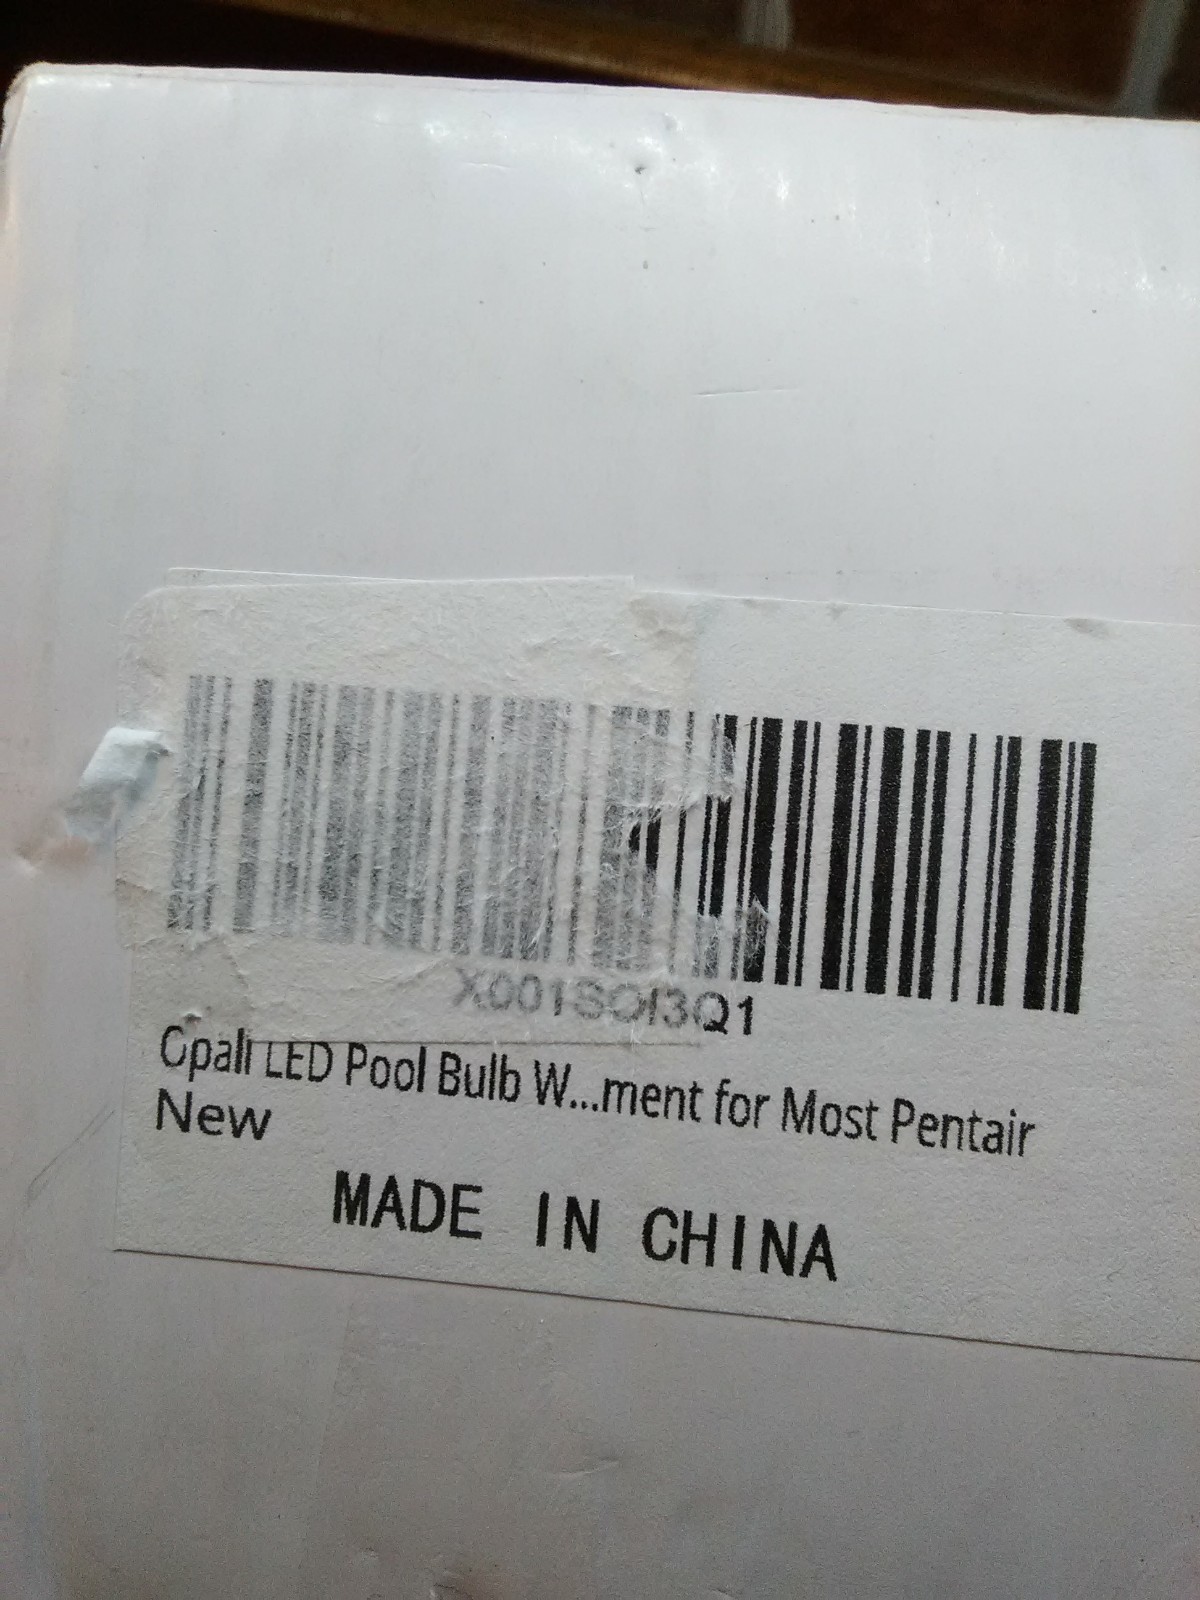 X001SOI3Q1
Opali LED Pool Bulb W...ment for Most Pentair
New
MADE IN CHINA